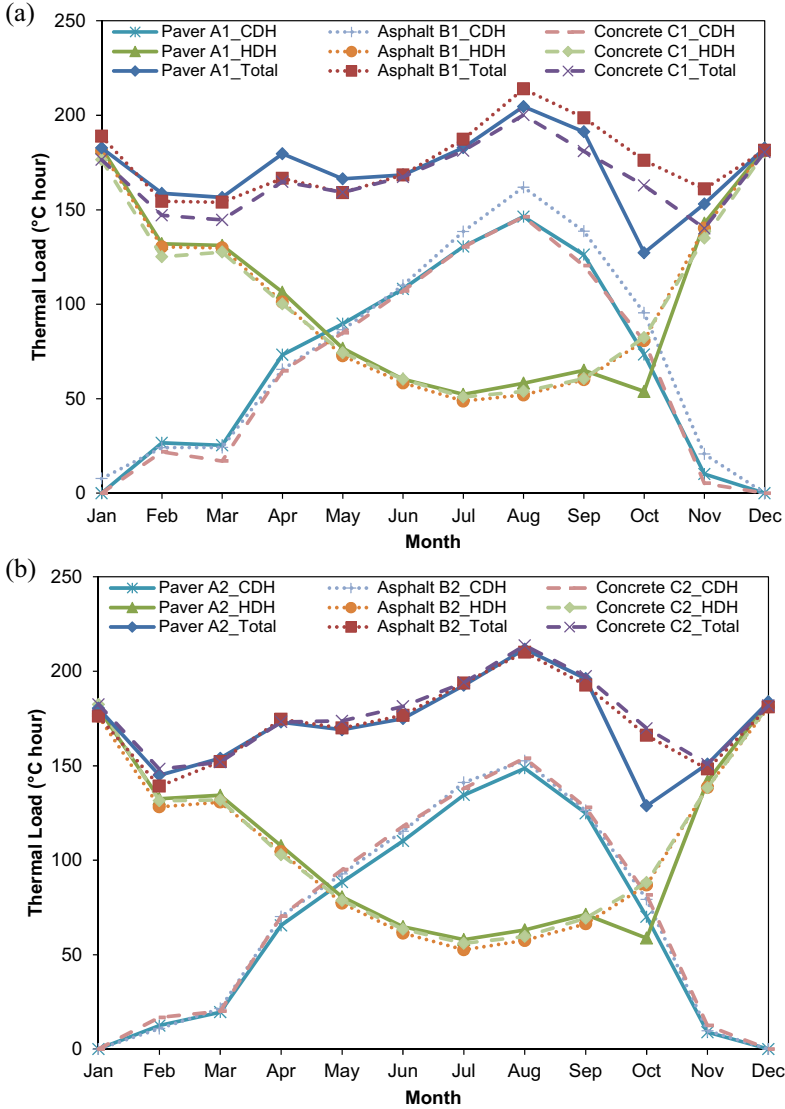 (a)
250
200
150
100
50
0
Thermal Load (°C hour)
Paver A1_CDH Asphalt B1_CDH Concrete C1_CDH
Paver A1_HDH Asphalt B1_HDH Concrete C1_HDH
Paver A1_Total Asphalt B1_Total Concrete C1_Total
Jan Feb Mar Apr May Jun Jul Aug Sep Oct Nov Dec
Month
(b)
250
200
150
100
50
0
Thermal Load (°C hour)
Paver A2_CDH Asphalt B2_CDH Concrete C2_CDH
Paver A2_HDH Asphalt B2_HDH Concrete C2_HDH
Paver A2_Total Asphalt B2_Total Concrete C2_Total
Jan Feb Mar Apr May Jun Jul Aug Sep Oct Nov Dec
Month